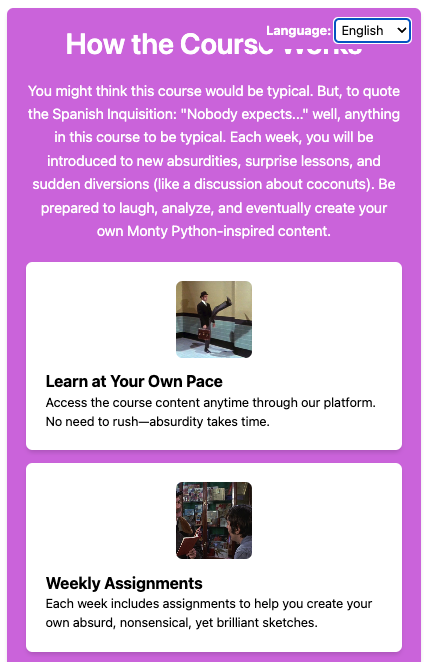 Language: English
How the Course Works
You might think this course would be typical. But, to quote
the Spanish Inquisition: "Nobody expects..." well, anything
in this course to be typical. Each week, you will be
introduced to new absurdities, surprise lessons, and
sudden diversions (like a discussion about coconuts). Be
prepared to laugh, analyze, and eventually create your
own Monty Python-inspired content.
Learn at Your Own Pace
Access the course content anytime through our platform.
No need to rush—absurdity takes time.
Weekly Assignments
Each week includes assignments to help you create your
own absurd, nonsensical, yet brilliant sketches.